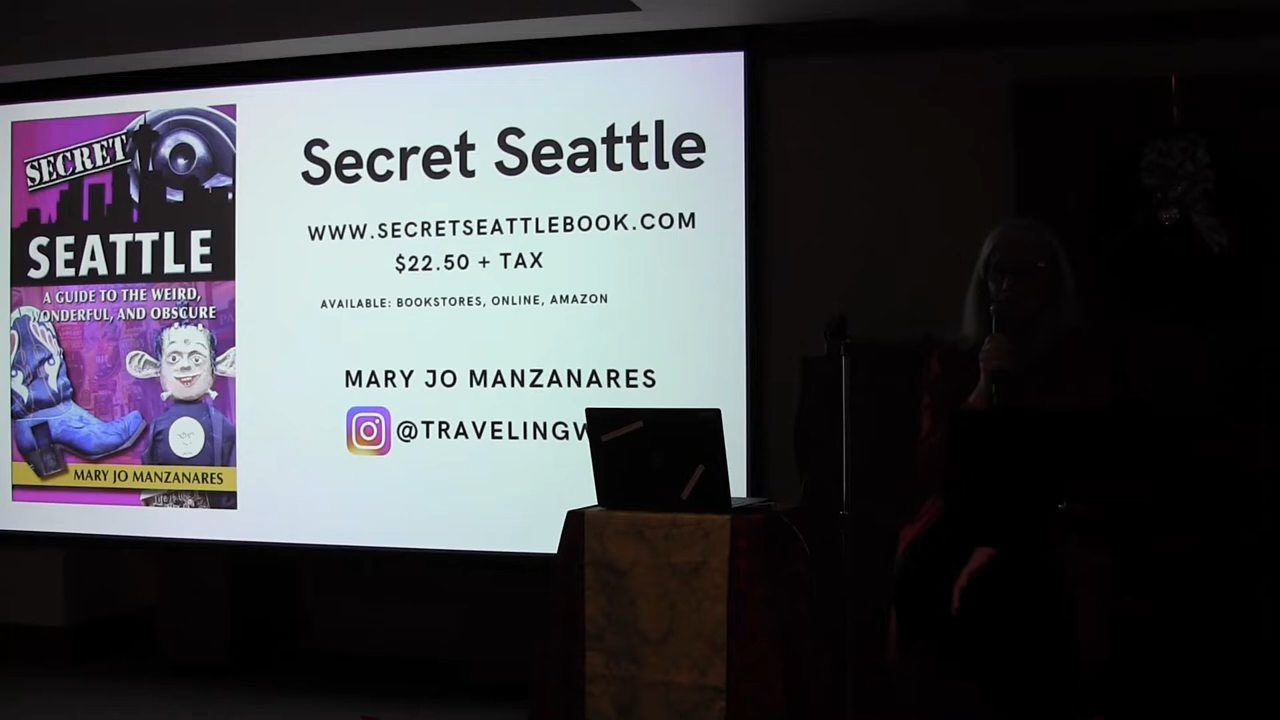 SECRET
SEATTLE
A GUIDE TO THE WEIRD,
WONDERFUL, AND OBSCURE
MARY JO MANZANARES
Secret Seattle
WWW.SECRETSEATTLEBOOK.COM
$22.50 + TAX
AVAILABLE: BOOKSTORES, ONLINE, AMAZON
MARY JO MANZANARES